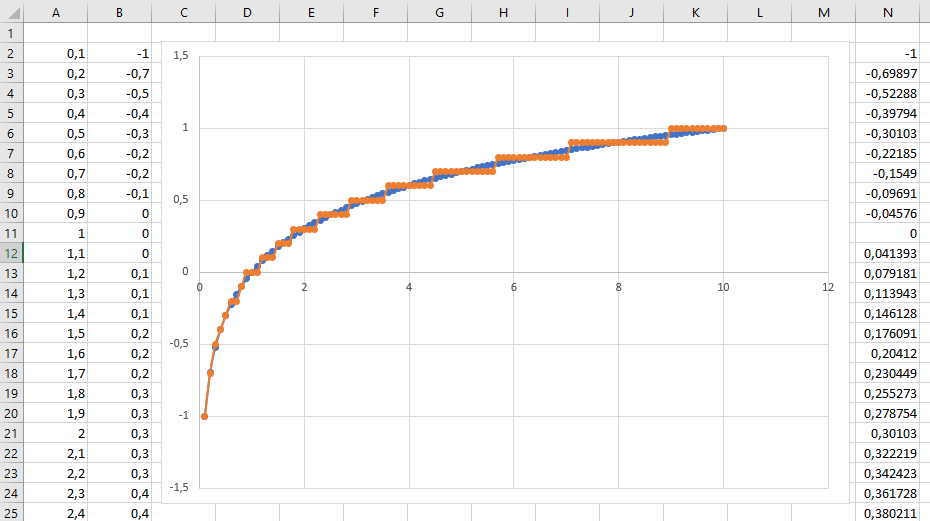 A B C D E F G H I J K L M N
1
2 0,1 -1 1,5 -1
3 0,2 -0,7 -0,69897
4 0,3 -0,5 -0,52288
5 0,4 -0,4 1 -0,39794
6 0,5 -0,3 -0,30103
7 0,6 -0,2 -0,22185
8 0,7 -0,2 -0,1549
9 0,8 -0,1 0,5 -0,09691
10 0,9 0 -0,04576
11 1 0 0
12 1,1 0 0 0,041393
13 1,2 0,1 0 2 4 6 8 10 12 0,079181
14 1,3 0,1 0,113943
15 1,4 0,1 0,146128
16 1,5 0,2 -0,5 0,176091
17 1,6 0,2 0,20412
18 1,7 0,2 0,230449
19 1,8 0,3 0,255273
20 1,9 0,3 -1 0,278754
21 2 0,3 0,30103
22 2,1 0,3 0,322219
23 2,2 0,3 0,342423
24 2,3 0,4 -1,5 0,361728
25 2,4 0,4 0,380211